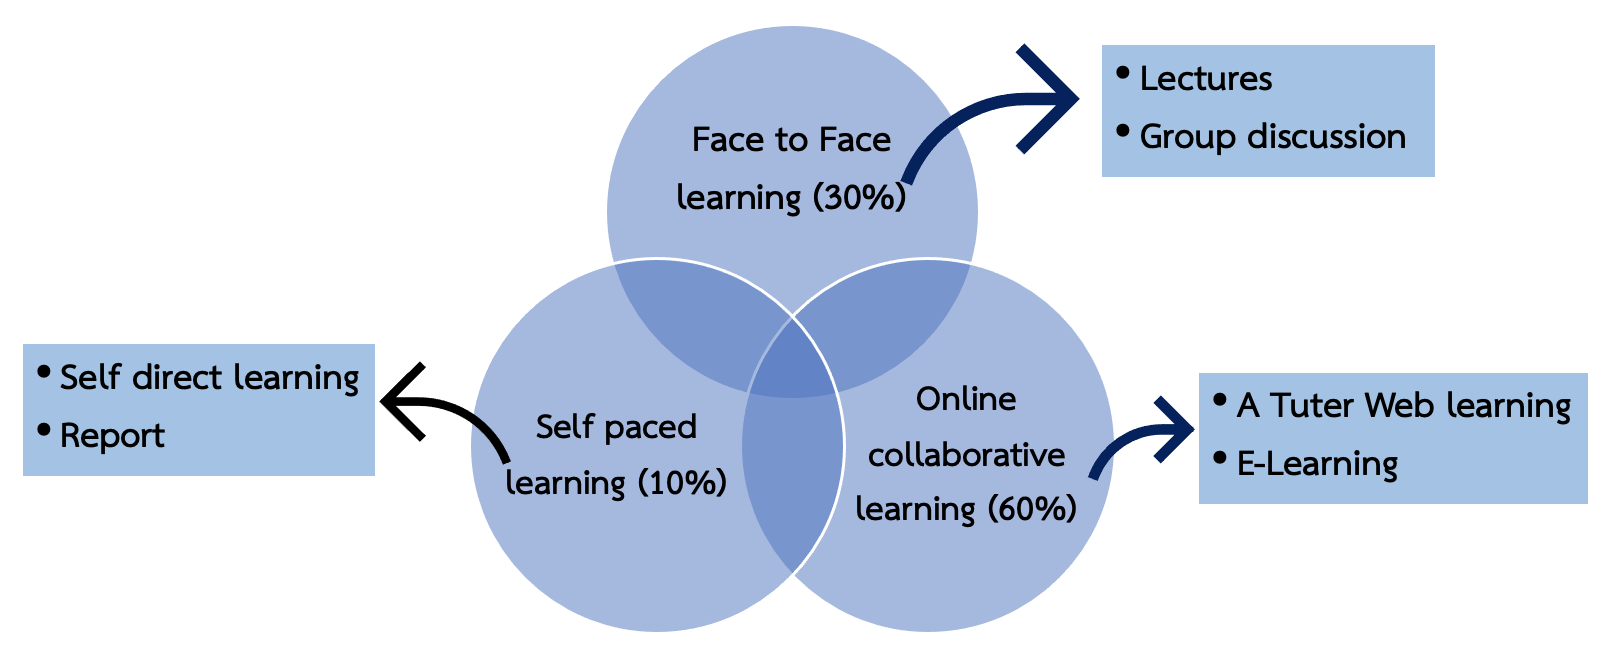 Face to Face
learning (30%)
• Lectures
• Group discussion
• Self direct learning
• Report
Self paced
learning (10%)
Online
collaborative
learning (60%)
• A Tuter Web learning
• E-Learning